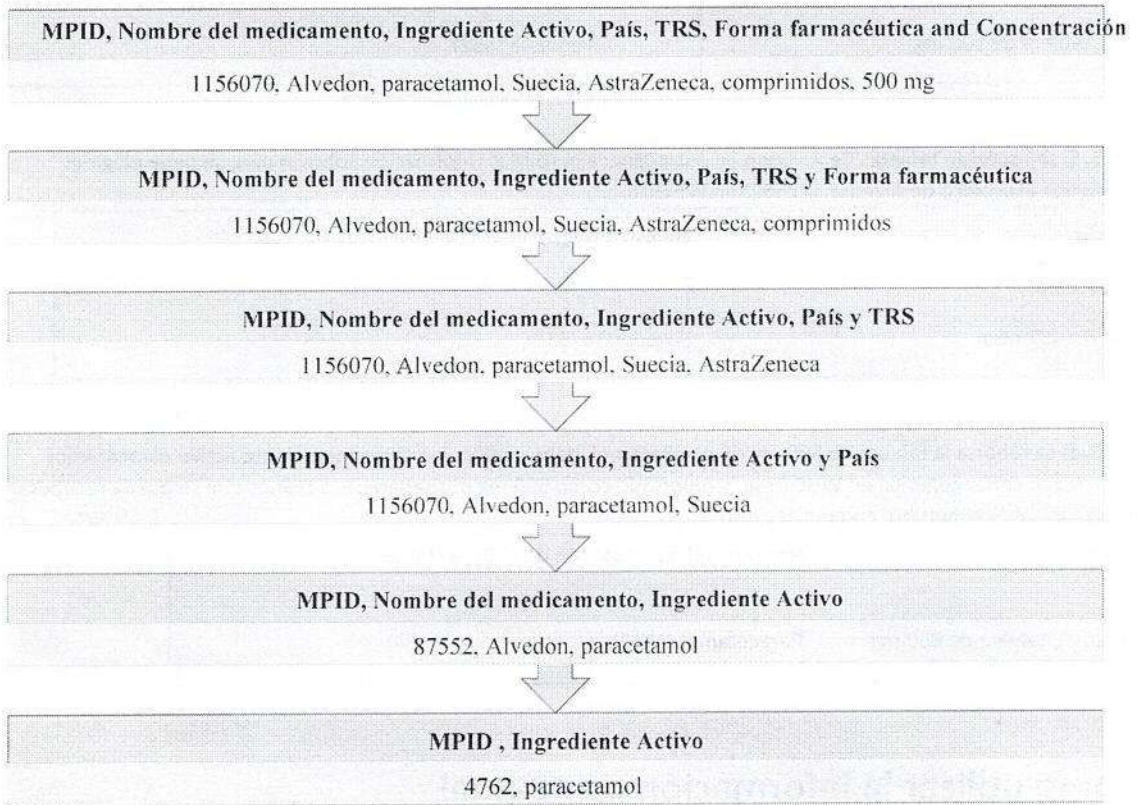 MPID, Nombre del medicamento, Ingrediente Activo, País, TRS, Forma farmacéutica and Concentración
1156070, Alvedon, paracetamol, Suecia, AstraZeneca, comprimidos, 500 mg
MPID, Nombre del medicamento, Ingrediente Activo, País, TRS y Forma farmacéutica
1156070, Alvedon, paracetamol, Suecia, AstraZeneca, comprimidos
MPID, Nombre del medicamento, Ingrediente Activo, País y TRS
1156070, Alvedon, paracetamol, Suecia, AstraZeneca
MPID, Nombre del medicamento, Ingrediente Activo y País
1156070, Alvedon, paracetamol, Suecia
MPID, Nombre del medicamento, Ingrediente Activo
87552, Alvedon, paracetamol
MPID , Ingrediente Activo
4762, paracetamol